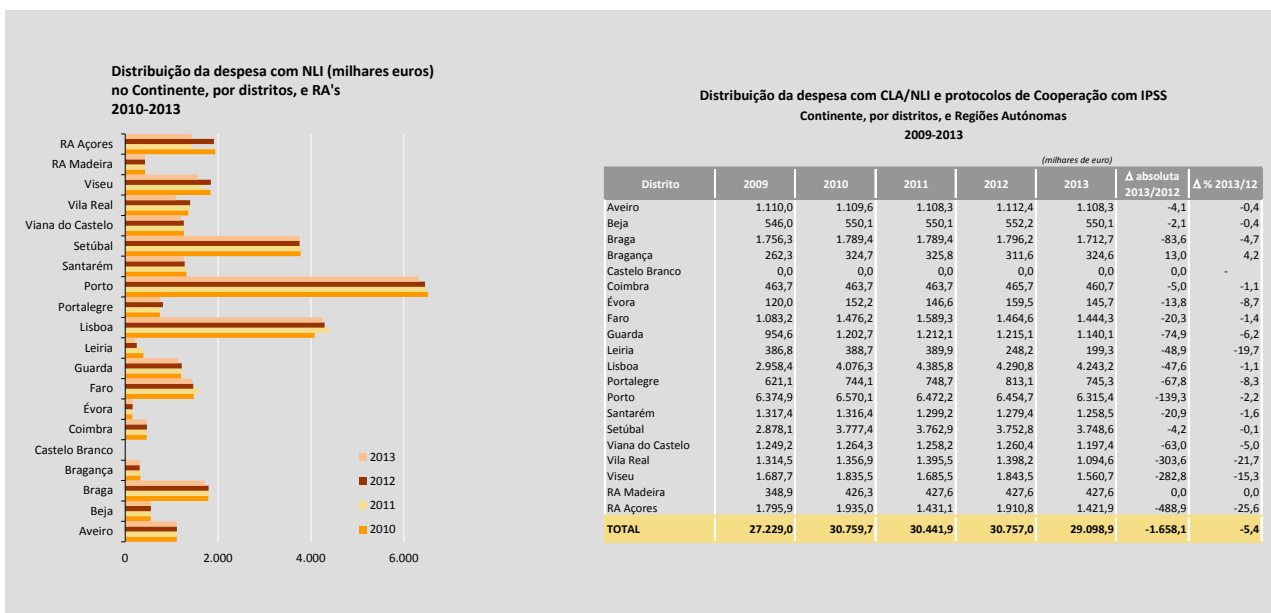 Distribuição da despesa com NLI (milhares euros)
no Continente, por distritos, e RA's
2010-2013
RA Açores
RA Madeira
Viseu
Vila Real
Viana do Castelo
Setúbal
Santarém
Porto
Portalegre
Lisboa
Leiria
Guarda
Faro
Évora
Coimbra
Castelo Branco
Bragança
Braga
Beja
Aveiro
2013
2012
2011
2010
0 2.000 4.000 6.000
Distribuição da despesa com CLA/NLI e protocolos de Cooperação com IPSS
Continente, por distritos, e Regiões Autónomas
2009-2013
(milhares de euro)
Distrito 2009 2010 2011 2012 2013 Δ absoluta 2013/2012 Δ % 2013/12
Aveiro 1.110,0 1.109,6 1.108,3 1.112,4 1.108,3 -4,1 -0,4
Beja 546,0 550,1 550,1 552,2 550,1 -2,1 -0,4
Braga 1.756,3 1.789,4 1.789,4 1.796,2 1.712,7 -83,6 -4,7
Bragança 262,3 324,7 325,8 311,6 324,6 13,0 4,2
Castelo Branco 0,0 0,0 0,0 0,0 0,0 0,0 -
Coimbra 463,7 463,7 463,7 465,7 460,7 -5,0 -1,1
Évora 120,0 152,2 146,6 159,5 145,7 -13,8 -8,7
Faro 1.083,2 1.476,2 1.589,3 1.464,6 1.444,3 -20,3 -1,4
Guarda 954,6 1.202,7 1.212,1 1.215,1 1.140,1 -74,9 -6,2
Leiria 386,8 388,7 389,9 248,2 199,3 -48,9 -19,7
Lisboa 2.958,4 4.076,3 4.385,8 4.290,8 4.243,2 -47,6 -1,1
Portalegre 621,1 744,1 748,7 813,1 745,3 -67,8 -8,3
Porto 6.374,9 6.570,1 6.472,2 6.454,7 6.315,4 -139,3 -2,2
Santarém 1.317,4 1.316,4 1.299,2 1.279,4 1.258,5 -20,9 -1,6
Setúbal 2.878,1 3.777,4 3.762,9 3.752,8 3.748,6 -4,2 -0,1
Viana do Castelo 1.249,2 1.264,3 1.258,2 1.260,4 1.197,4 -63,0 -5,0
Vila Real 1.314,5 1.356,9 1.395,5 1.398,2 1.094,6 -303,6 -21,7
Viseu 1.687,7 1.835,5 1.685,5 1.843,5 1.560,7 -282,8 -15,3
RA Madeira 348,9 426,3 427,6 427,6 427,6 0,0 0,0
RA Açores 1.795,9 1.935,0 1.431,1 1.910,8 1.421,9 -488,9 -25,6
TOTAL 27.229,0 30.759,7 30.441,9 30.757,0 29.098,9 -1.658,1 -5,4